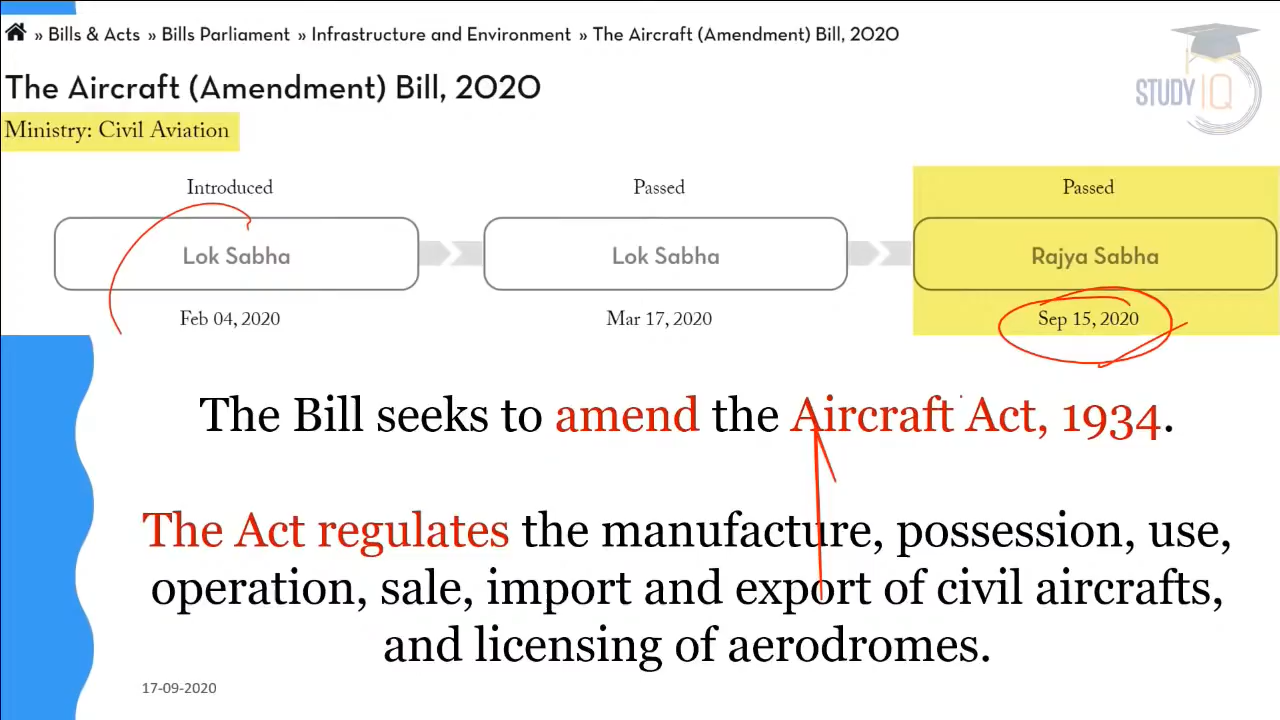 » Bills & Acts » Bills Parliament » Infrastructure and Environment » The Aircraft (Amendment) Bill, 2020
STUDY IQ
The Aircraft (Amendment) Bill, 2020
Ministry: Civil Aviation
Introduced
Passed
Passed
Lok Sabha
Lok Sabha
Rajya Sabha
Feb 04, 2020
Mar 17, 2020
Sep 15, 2020
The Bill seeks to amend the Aircraft Act, 1934.
The Act regulates the manufacture, possession, use,
operation, sale, import and export of civil aircrafts,
and licensing of aerodromes.
17-09-2020